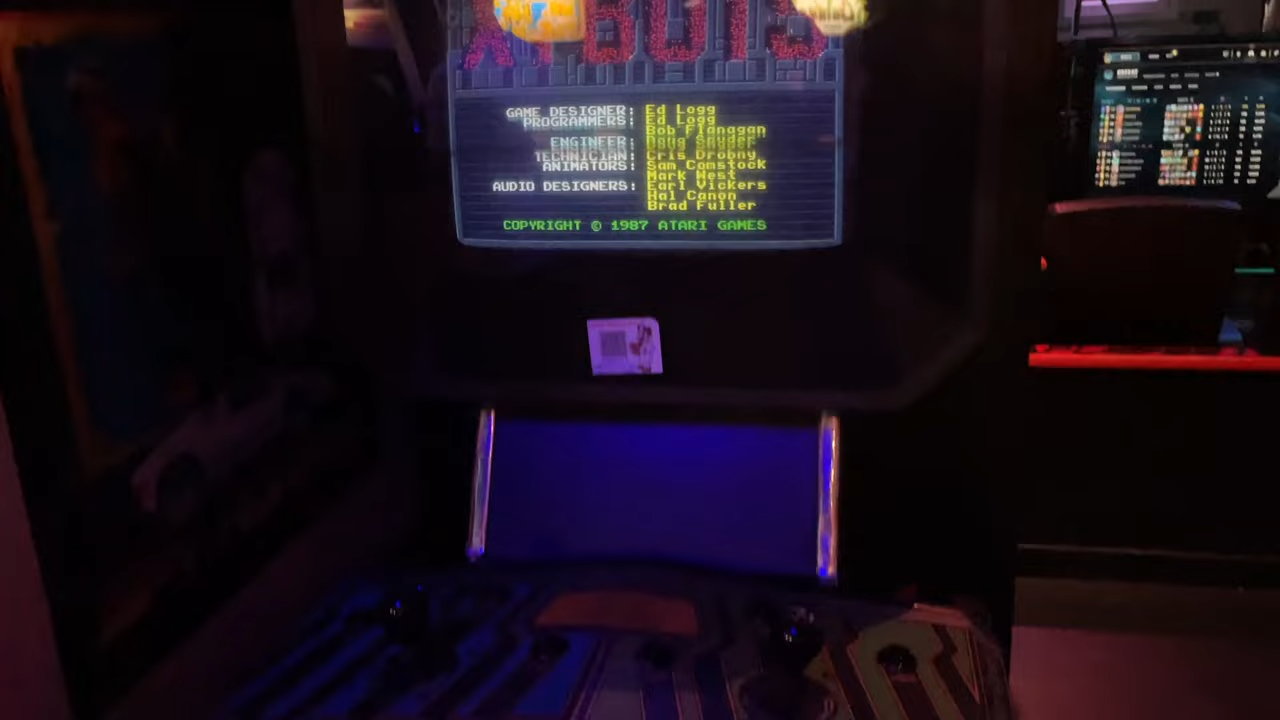 XYBOTS
GAME DESIGNER: Ed Logg
PROGRAMMERS: Ed Logg
Bob Flanagan
ENGINEER: Doug Snyder
TECHNICIAN: Cris Drobny
ANIMATORS: Sam Comstock
Mark West
AUDIO DESIGNERS: Earl Vickers
Hal Canon
Brad Fuller
COPYRIGHT © 1987 ATARI GAMES